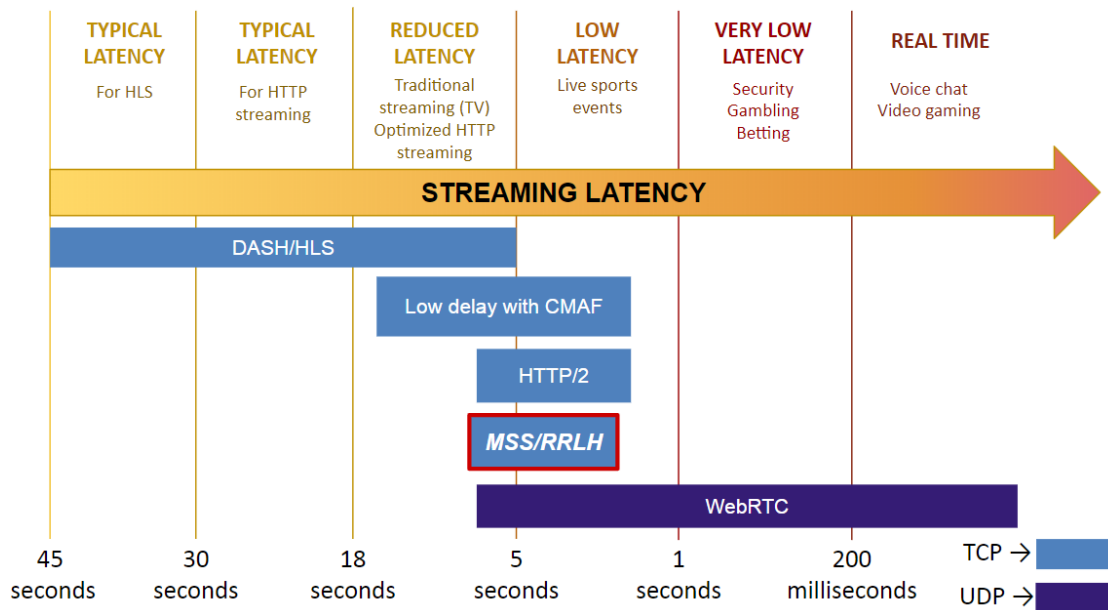 TYPICAL
LATENCY
For HLS
TYPICAL
LATENCY
For HTTP
streaming
REDUCED
LATENCY
Traditional
streaming (TV)
Optimized HTTP
streaming
LOW
LATENCY
Live sports
events
VERY LOW
LATENCY
Security
Gambling
Betting
REAL TIME
Voice chat
Video gaming
STREAMING LATENCY
DASH/HLS
Low delay with CMAF
HTTP/2
MSS/RRLH
WebRTC
45
seconds
30
seconds
18
seconds
5
seconds
1
seconds
200
milliseconds
TCP →
UDP →